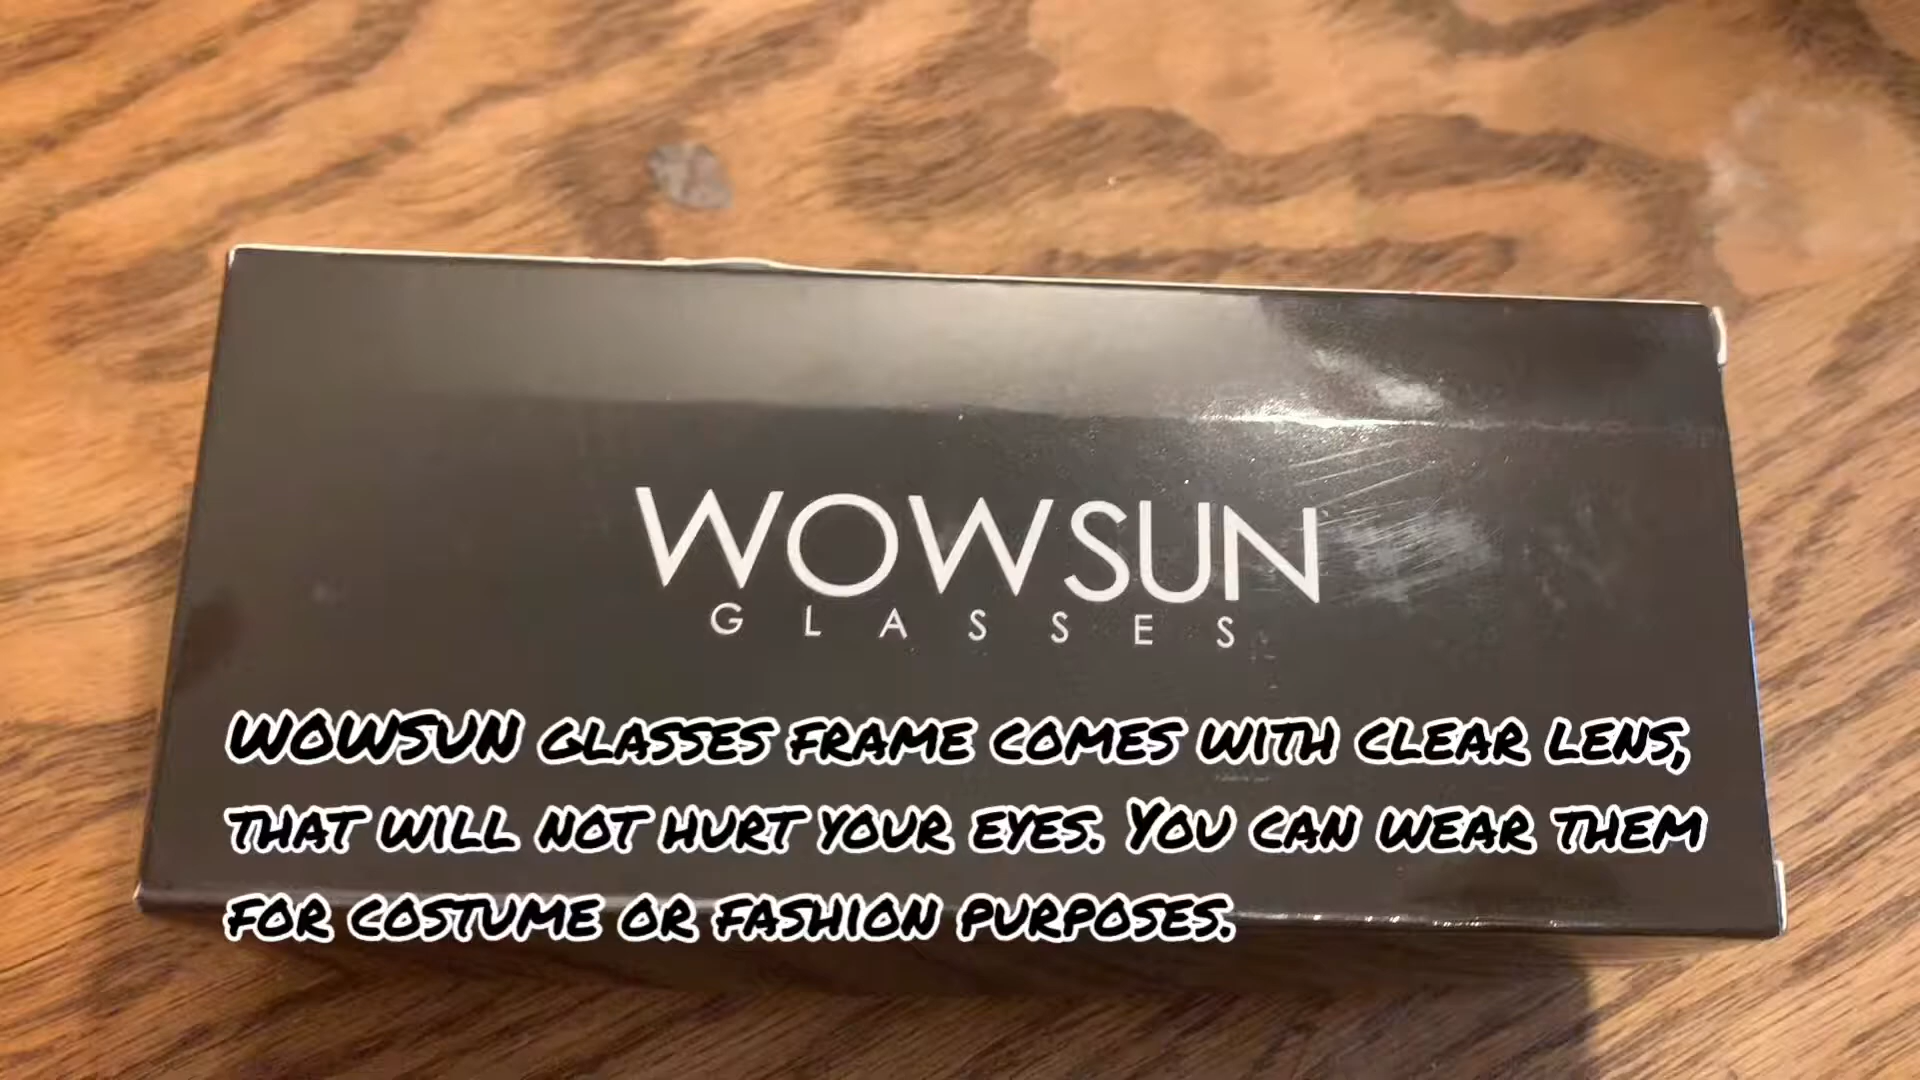 WOWSUN
GLASSES
WOWSUN GLASSES FRAME COMES WITH CLEAR LENS,
THAT WILL NOT HURT YOUR EYES. YOU CAN WEAR THEM
FOR COSTUME OR FASHION PURPOSES.